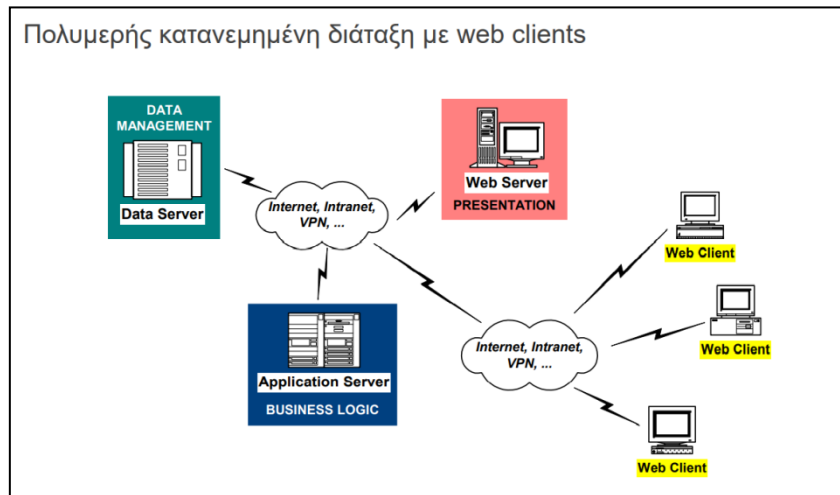 Πολυμερής κατανεμημένη διάταξη με web clients
DATA
MANAGEMENT
Data Server
Web Server
PRESENTATION
Internet, Intranet,
VPN, ...
Web Client
Application Server
BUSINESS LOGIC
Internet, Intranet,
VPN, ...
Web Client
Web Client